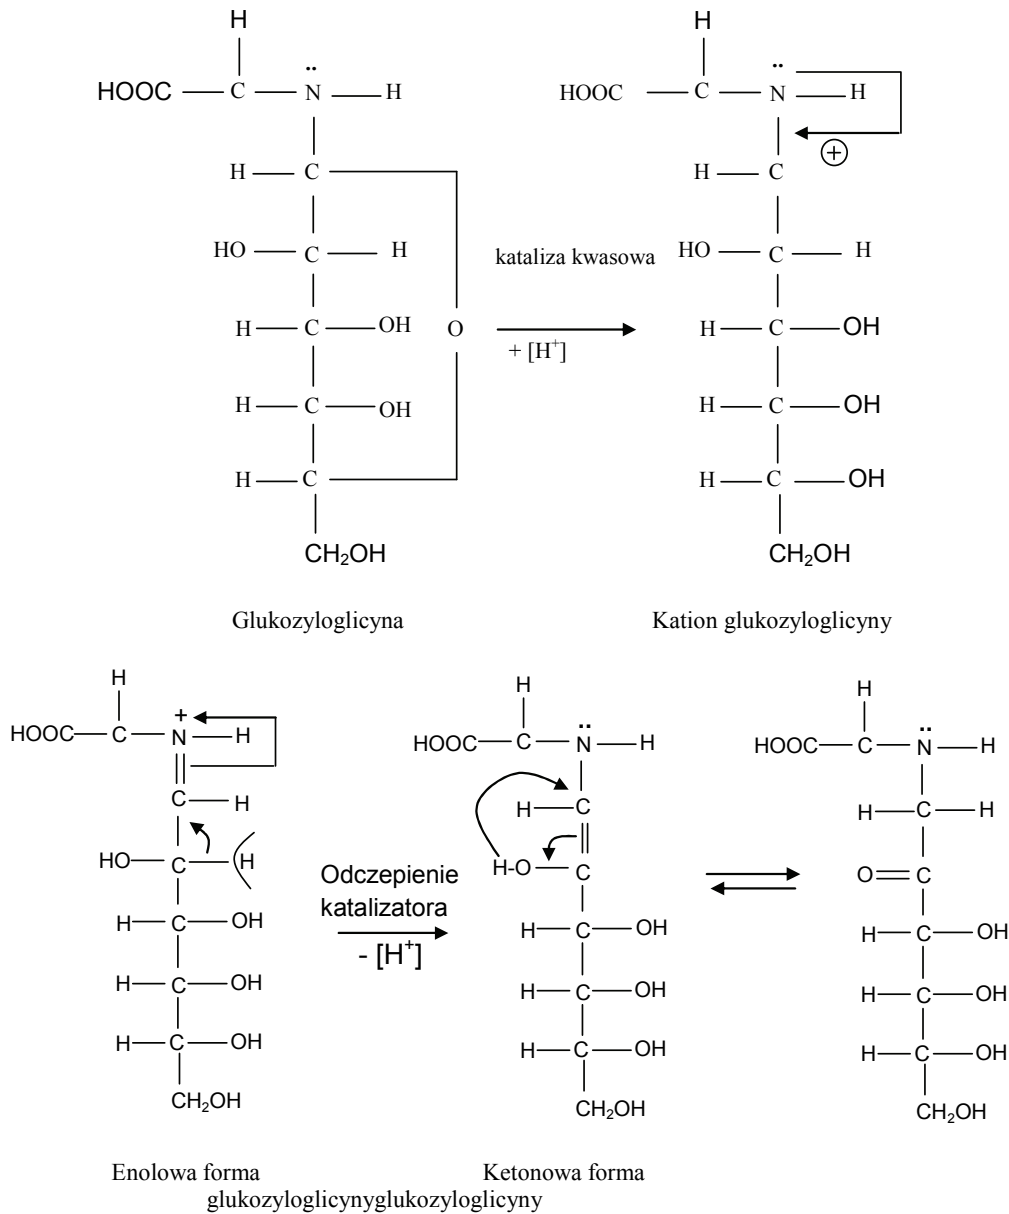 H H
HOOC C N̈ H HOOC C N̈ H
⊕
H C H C
HO C H kataliza kwasowa HO C H
H C OH O + [H⁺] H C OH
H C OH H C OH
H C H C OH
CH₂OH CH₂OH
Glukozyloglicyna Kation glukozyloglicyny
H H H
HOOC C N⁺ H HOOC C N̈ H HOOC C N̈ H
C H H C H C H
HO C H H-O C O C
Odczepienie
katalizatora
- [H⁺]
H C OH H C OH H C OH
H C OH H C OH H C OH
H C OH H C OH H C OH
CH₂OH CH₂OH CH₂OH
Enolowa forma Ketonowa forma
glukozyloglicynyglukozyloglicyny